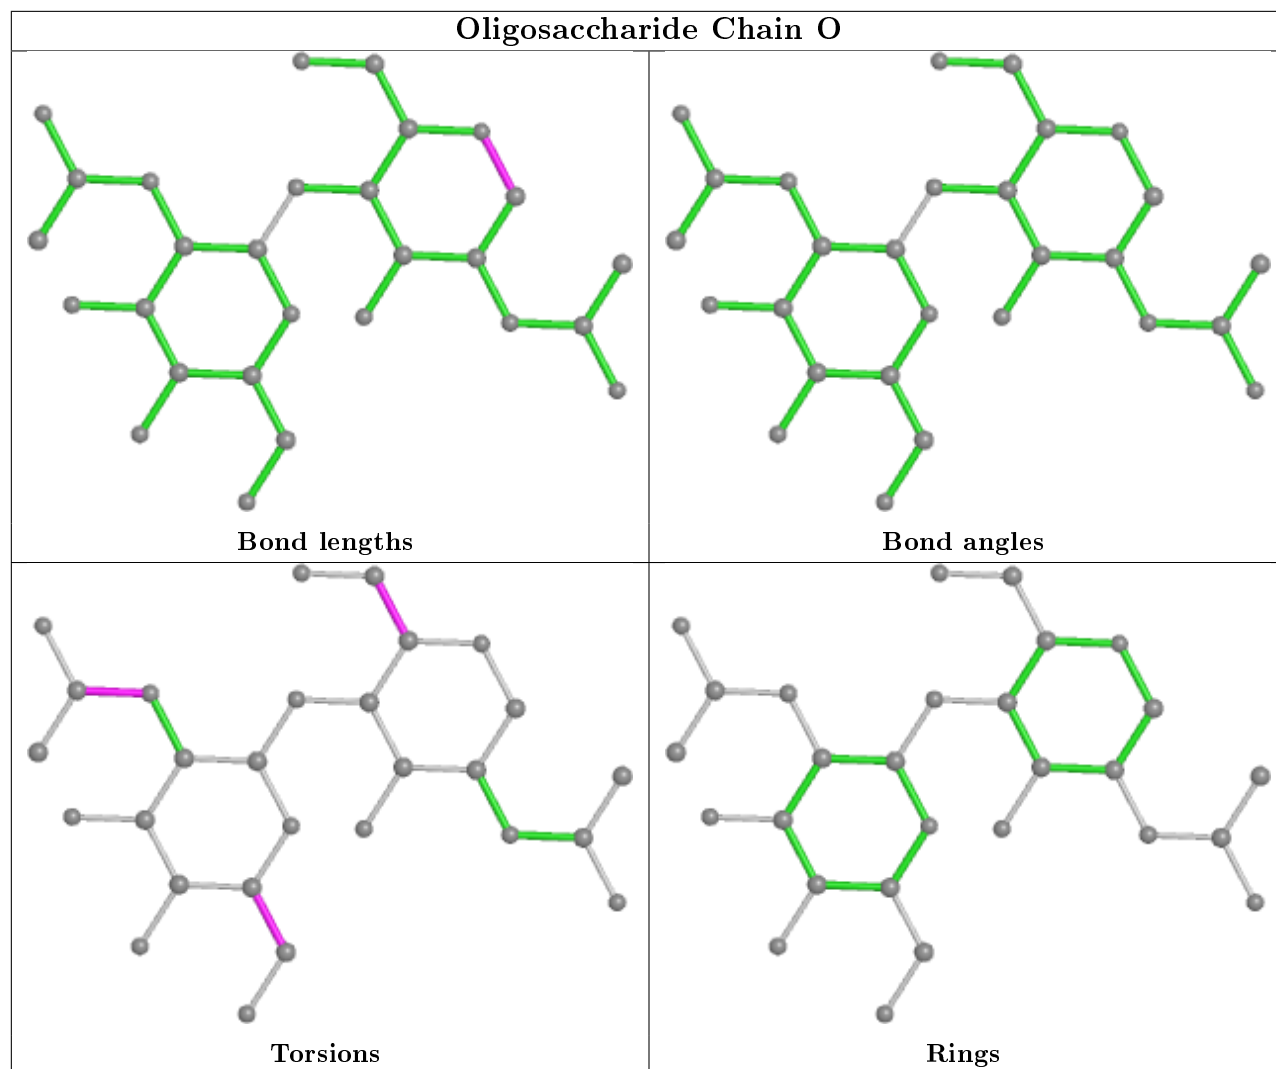 Oligosaccharide Chain O
Bond lengths
Bond angles
Torsions
Rings